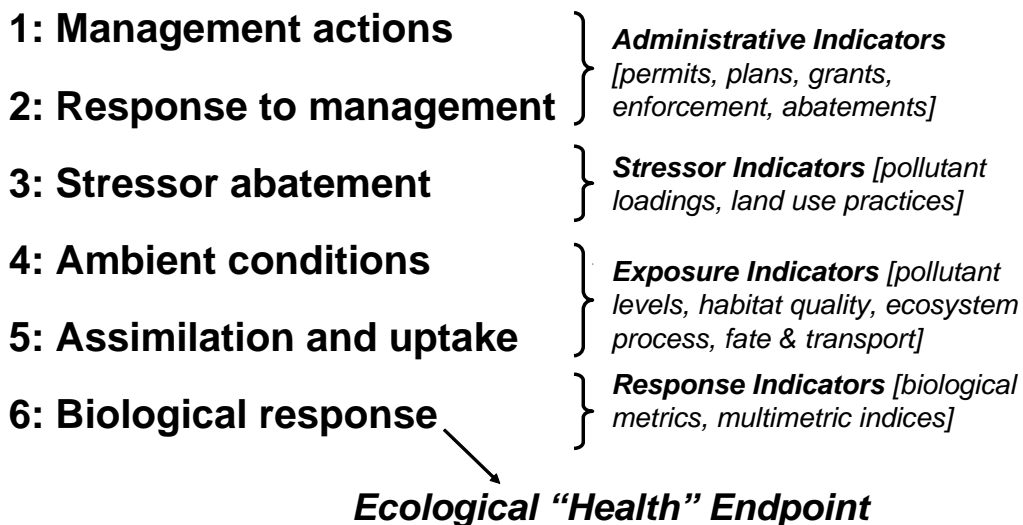 1: Management actions
2: Response to management
Administrative Indicators
[permits, plans, grants,
enforcement, abatements]
3: Stressor abatement
Stressor Indicators [pollutant
loadings, land use practices]
4: Ambient conditions
5: Assimilation and uptake
Exposure Indicators [pollutant
levels, habitat quality, ecosystem
process, fate & transport]
6: Biological response
Response Indicators [biological
metrics, multimetric indices]
Ecological “Health” Endpoint